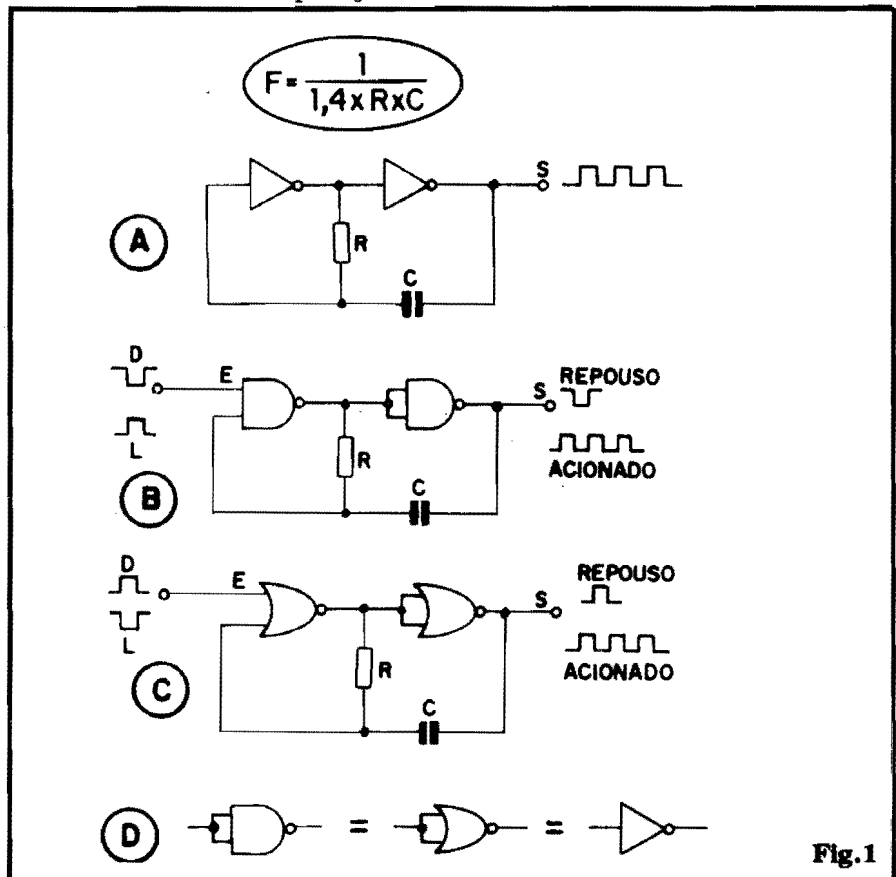 F = 1 / 1,4 x R x C
S
A
R
C
D
E
S REPOUSO
L
R
ACIONADO
B
C
D
E
REPOUSO
S
L
R
ACIONADO
C
C
D = =
Fig.1